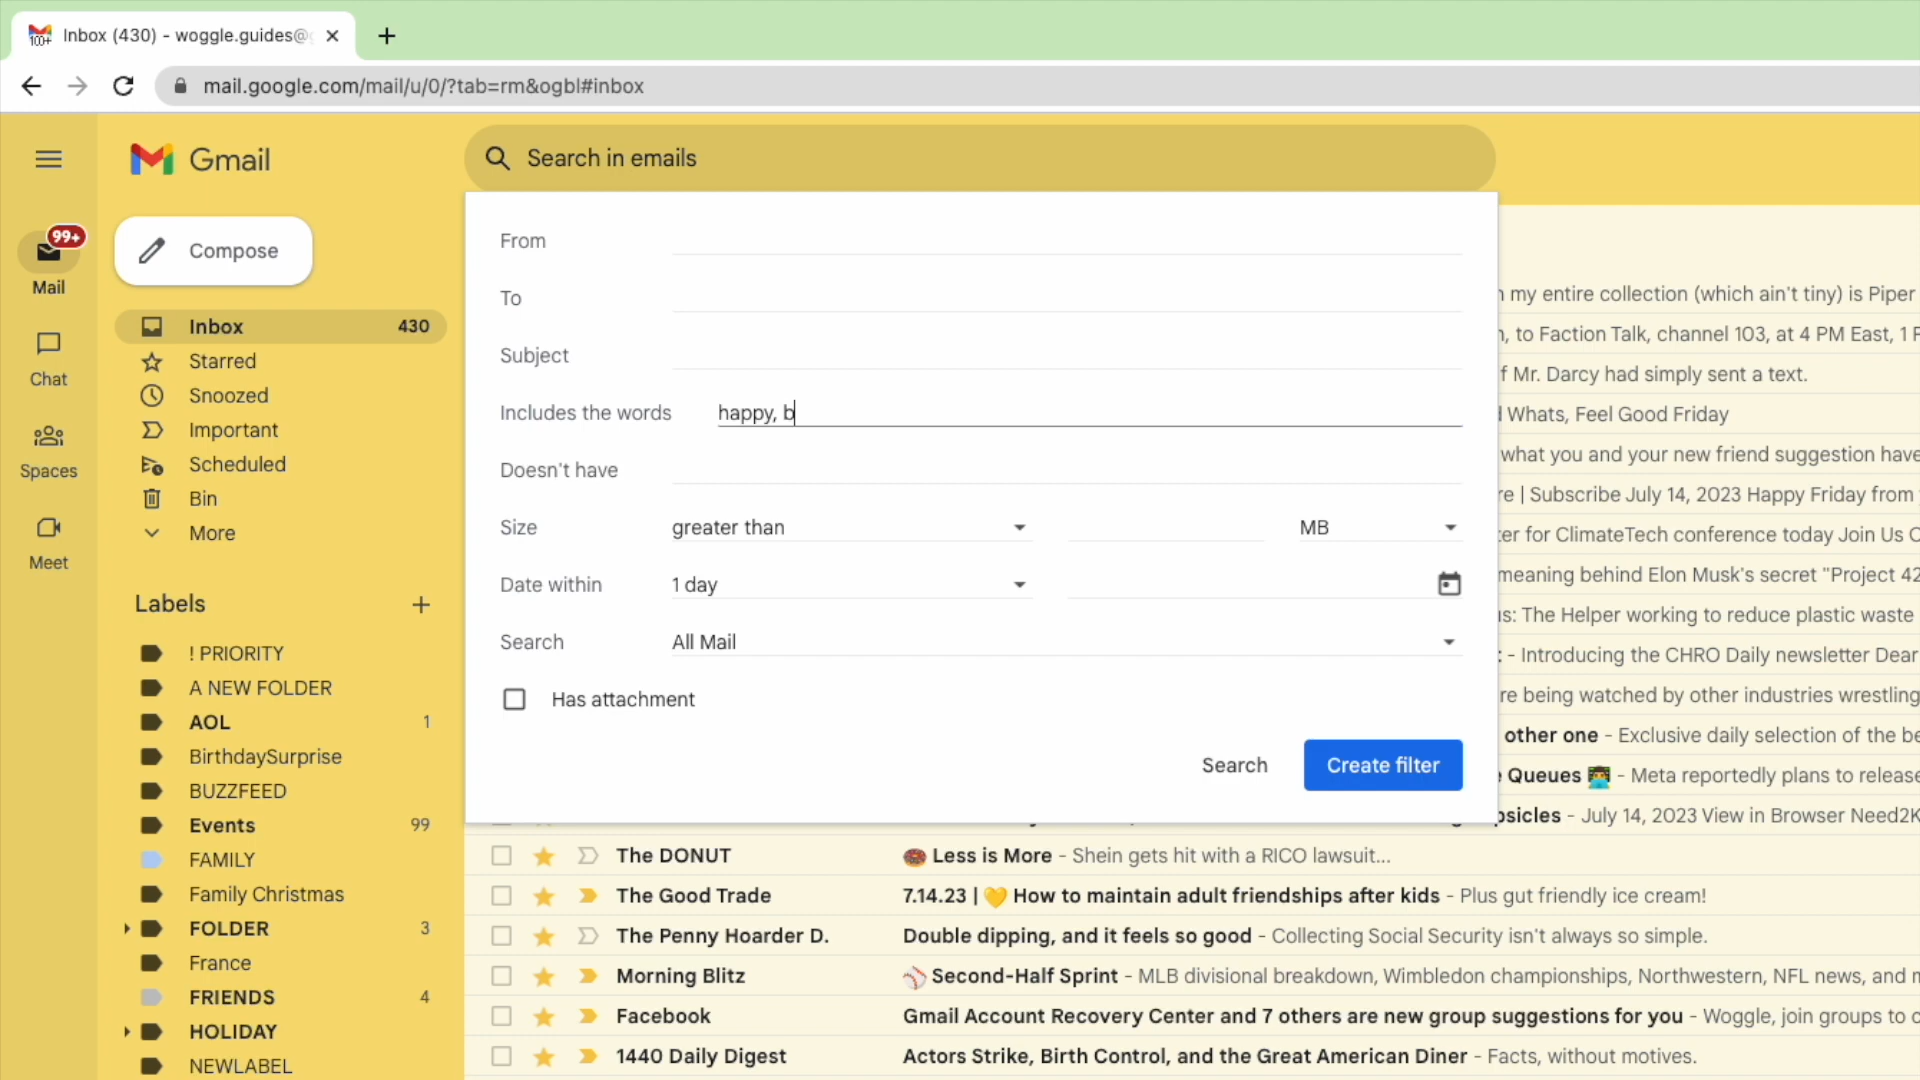 Inbox (430) - woggle.guides@
mail.google.com/mail/u/0/?tab=rm&ogbl#inbox
Gmail
Search in emails
99+
Mail
Chat
Spaces
Meet
Compose
Inbox 430
Starred
Snoozed
Important
Scheduled
Bin
More
Labels
! PRIORITY
A NEW FOLDER
AOL 1
BirthdaySurprise
BUZZFEED
Events 99
FAMILY
Family Christmas
FOLDER 3
France
FRIENDS 4
HOLIDAY
NEWLABEL
From
To
Subject
Includes the words happy, b
Doesn't have
Size greater than MB
Date within 1 day
Search All Mail
Has attachment
Search Create filter
my entire collection (which ain't tiny) is Piper
, to Faction Talk, channel 103, at 4 PM East, 1 P
f Mr. Darcy had simply sent a text.
Whats, Feel Good Friday
what you and your new friend suggestion have
re | Subscribe July 14, 2023 Happy Friday from
er for ClimateTech conference today Join Us O
meaning behind Elon Musk's secret "Project 42
us: The Helper working to reduce plastic waste
: - Introducing the CHRO Daily newsletter Dear
re being watched by other industries wrestling
other one - Exclusive daily selection of the be
Queues 👨‍💻 - Meta reportedly plans to release
psicles - July 14, 2023 View in Browser Need2K
The DONUT 🍩 Less is More - Shein gets hit with a RICO lawsuit...
The Good Trade 7.14.23 | 💛 How to maintain adult friendships after kids - Plus gut friendly ice cream!
The Penny Hoarder D. Double dipping, and it feels so good - Collecting Social Security isn't always so simple.
Morning Blitz ⚾ Second-Half Sprint - MLB divisional breakdown, Wimbledon championships, Northwestern, NFL news, and m
Facebook Gmail Account Recovery Center and 7 others are new group suggestions for you - Woggle, join groups to c
1440 Daily Digest Actors Strike, Birth Control, and the Great American Diner - Facts, without motives.